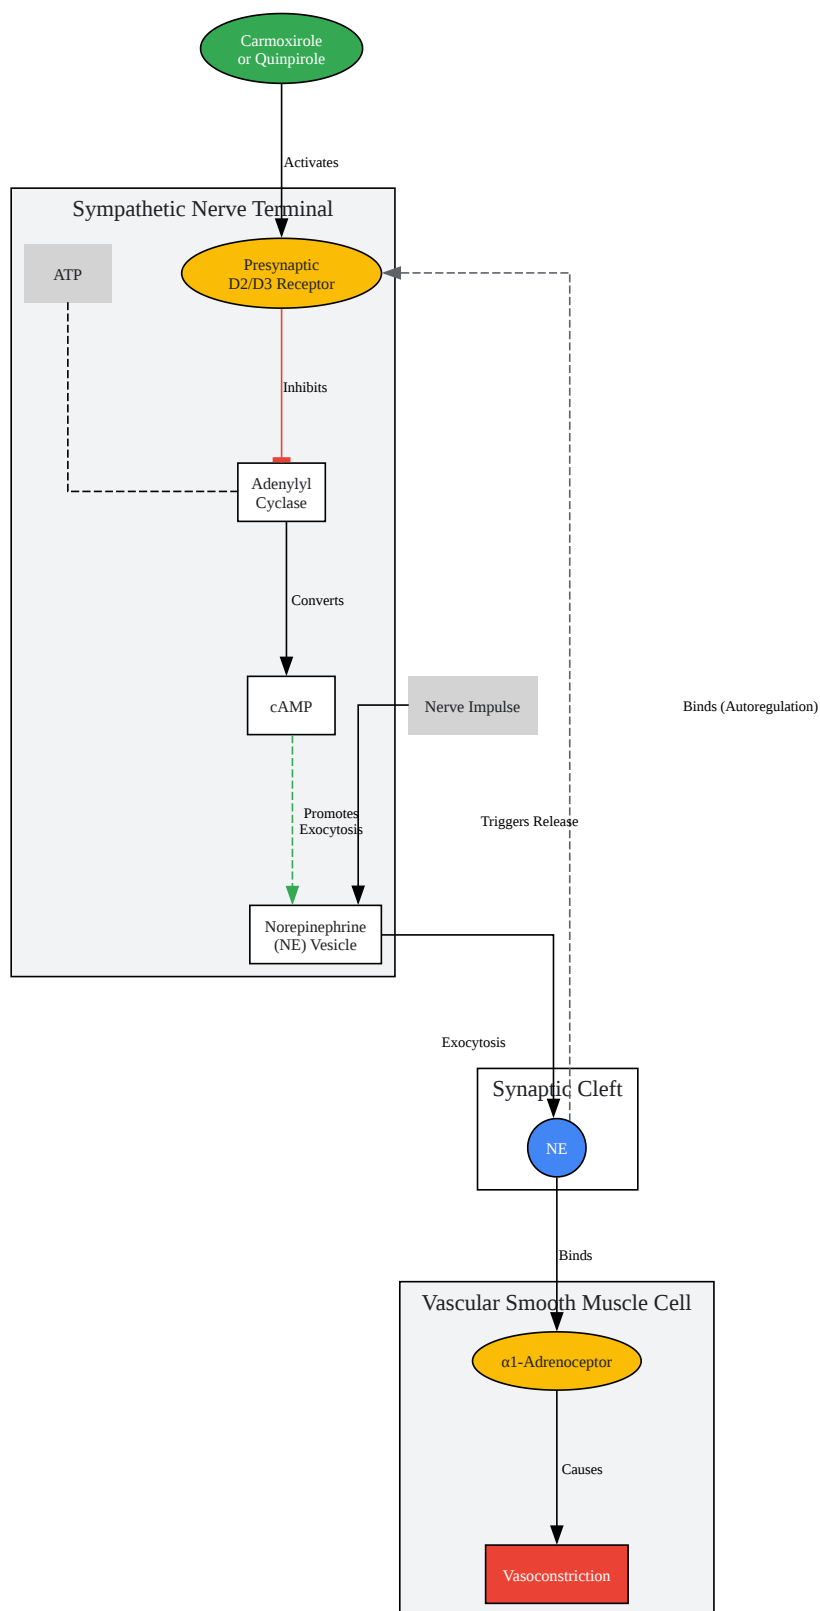 Carmoxirole
or Quinpirole
Activates
Sympathetic Nerve Terminal
ATP
Presynaptic
D2/D3 Receptor
Inhibits
Adenylyl
Cyclase
Converts
cAMP
Nerve Impulse
Binds (Autoregulation)
Promotes
Exocytosis
Triggers Release
Norepinephrine
(NE) Vesicle
Exocytosis
Synaptic Cleft
NE
Binds
Vascular Smooth Muscle Cell
α1-Adrenoceptor
Causes
Vasoconstriction